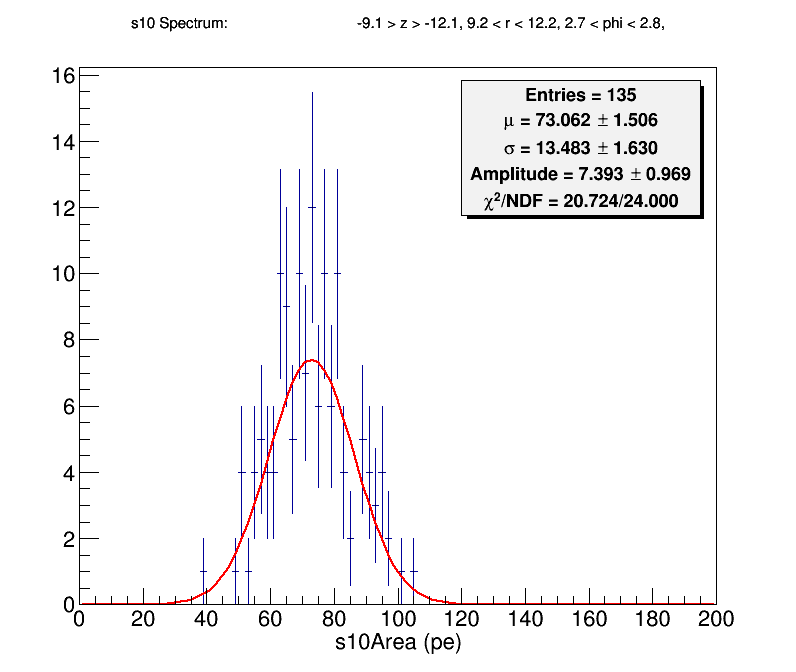 s10 Spectrum: -9.1 > z > -12.1, 9.2 < r < 12.2, 2.7 < phi < 2.8,
Entries = 135
μ = 73.062 ± 1.506
σ = 13.483 ± 1.630
Amplitude = 7.393 ± 0.969
χ²/NDF = 20.724/24.000
16
14
12
10
8
6
4
2
0
0 20 40 60 80 100 120 140 160 180 200
s10Area (pe)